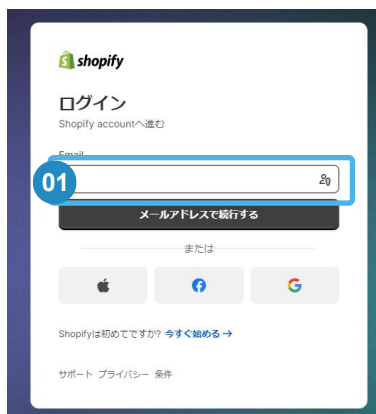 shopify
ログイン
Shopify accountへ進む
Email
01
メールアドレスで続行する
または
Shopifyは初めてですか? 今すぐ始める →
サポート プライバシー 条件